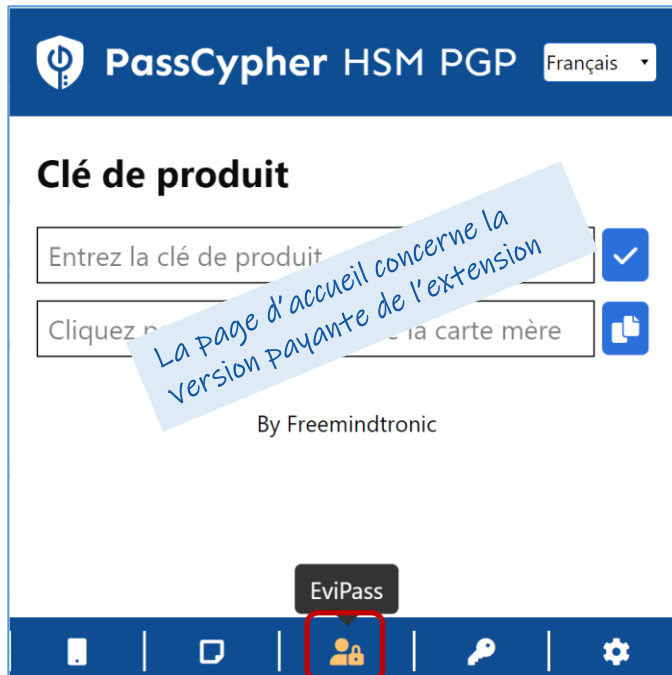 PassCypher HSM PGP
Français
Clé de produit
Entrez la clé de produit
La page d'accueil concerne la
version payante de l'extension
Cliquez la carte mère
By Freemindtronic
EviPass